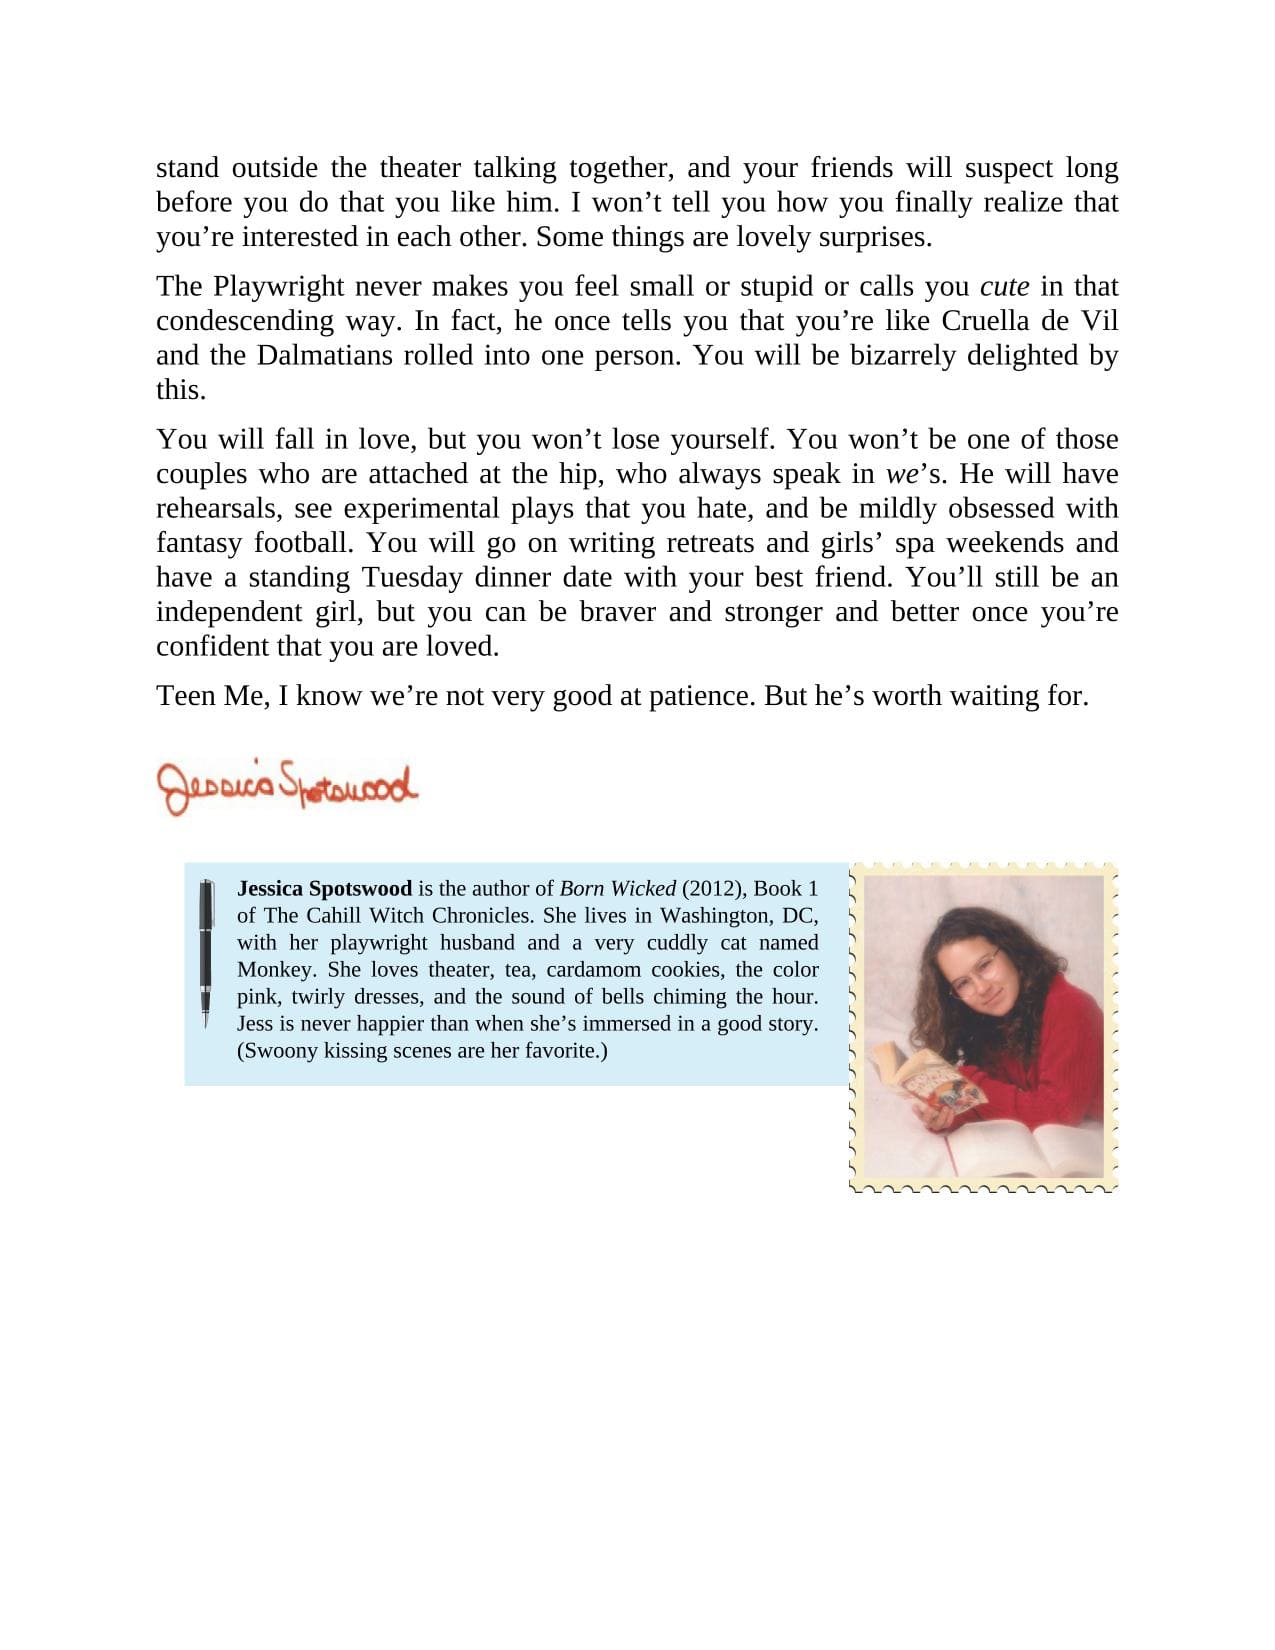 stand outside the theater talking together, and your friends will suspect long
before you do that you like him. I won’t tell you how you finally realize that
you’re interested in each other. Some things are lovely surprises.
The Playwright never makes you feel small or stupid or calls you cute in that
condescending way. In fact, he once tells you that you’re like Cruella de Vil
and the Dalmatians rolled into one person. You will be bizarrely delighted by
this.
You will fall in love, but you won’t lose yourself. You won’t be one of those
couples who are attached at the hip, who always speak in we’s. He will have
rehearsals, see experimental plays that you hate, and be mildly obsessed with
fantasy football. You will go on writing retreats and girls’ spa weekends and
have a standing Tuesday dinner date with your best friend. You’ll still be an
independent girl, but you can be braver and stronger and better once you’re
confident that you are loved.
Teen Me, I know we’re not very good at patience. But he’s worth waiting for.
Jessica Spotswood
Jessica Spotswood is the author of Born Wicked (2012), Book 1
of The Cahill Witch Chronicles. She lives in Washington, DC,
with her playwright husband and a very cuddly cat named
Monkey. She loves theater, tea, cardamom cookies, the color
pink, twirly dresses, and the sound of bells chiming the hour.
Jess is never happier than when she’s immersed in a good story.
(Swoony kissing scenes are her favorite.)